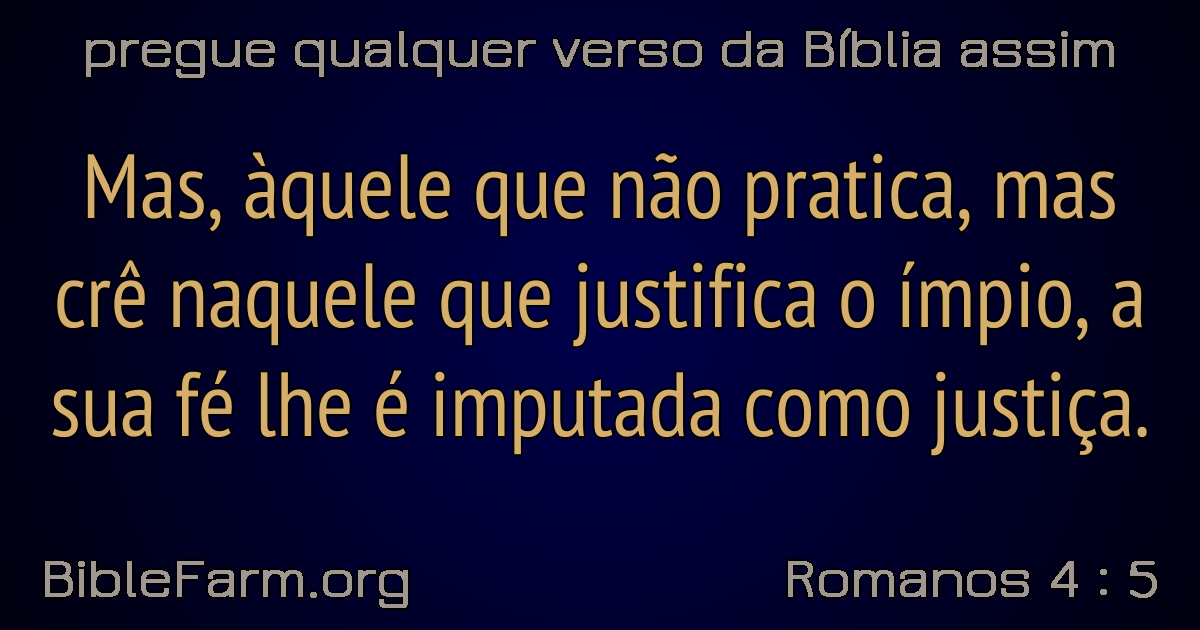 pregue qualquer verso da Bíblia assim
Mas, àquele que não pratica, mas
crê naquele que justifica o ímpio, a
sua fé lhe é imputada como justiça.
BibleFarm.org
Romanos 4 : 5